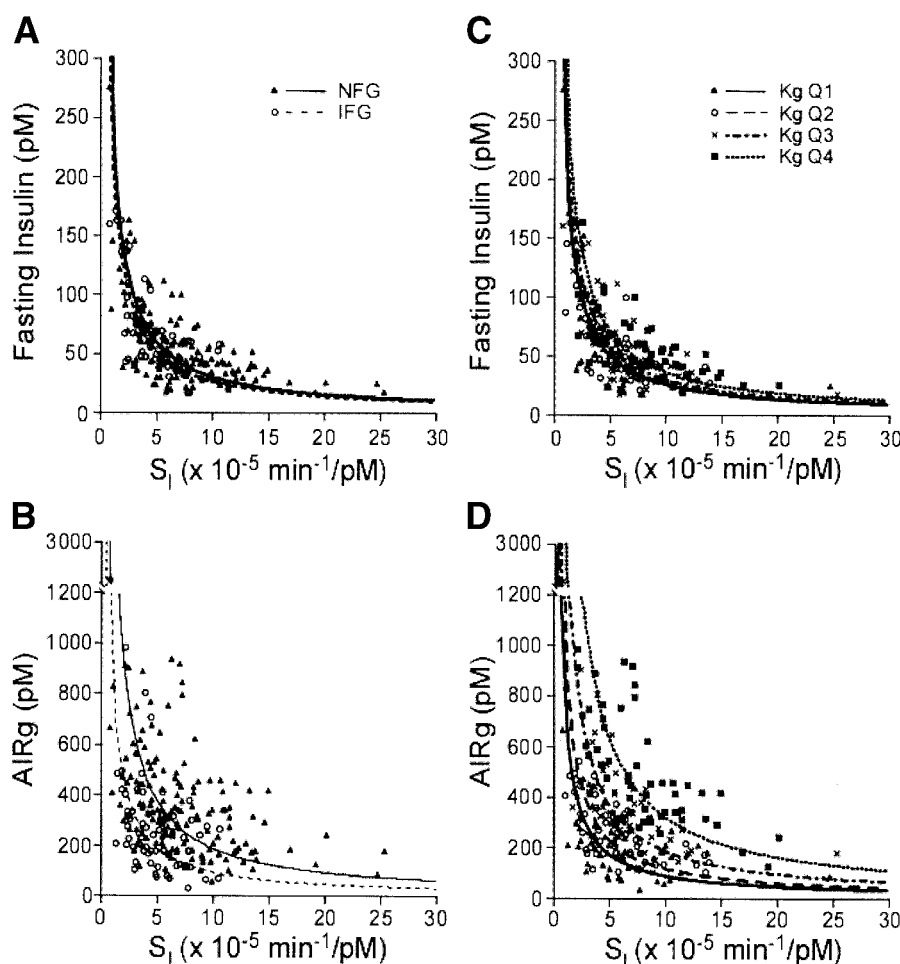 A
Fasting Insulin (pM)
300
250
200
150
100
50
0
NFG
IFG
0 5 10 15 20 25 30
S_I (x 10^-5 min^-1/pM)
C
Fasting Insulin (pM)
300
250
200
150
100
50
0
Kg Q1
Kg Q2
Kg Q3
Kg Q4
0 5 10 15 20 25 30
S_I (x 10^-5 min^-1/pM)
B
AIRg (pM)
3000
1200
1000
800
600
400
200
0
0 5 10 15 20 25 30
S_I (x 10^-5 min^-1/pM)
D
AIRg (pM)
3000
1200
1000
800
600
400
200
0
0 5 10 15 20 25 30
S_I (x 10^-5 min^-1/pM)